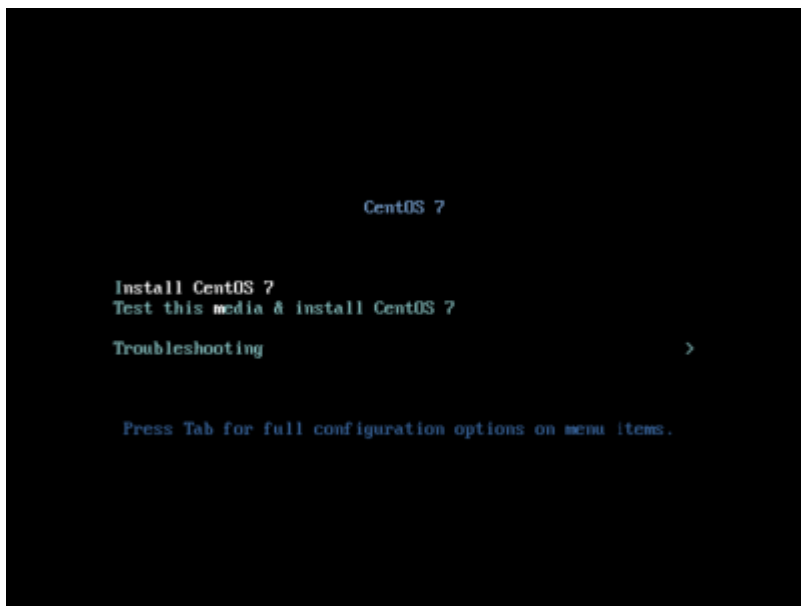 CentOS 7
Install CentOS 7
Test this media & install CentOS 7
Troubleshooting >
Press Tab for full configuration options on menu items.